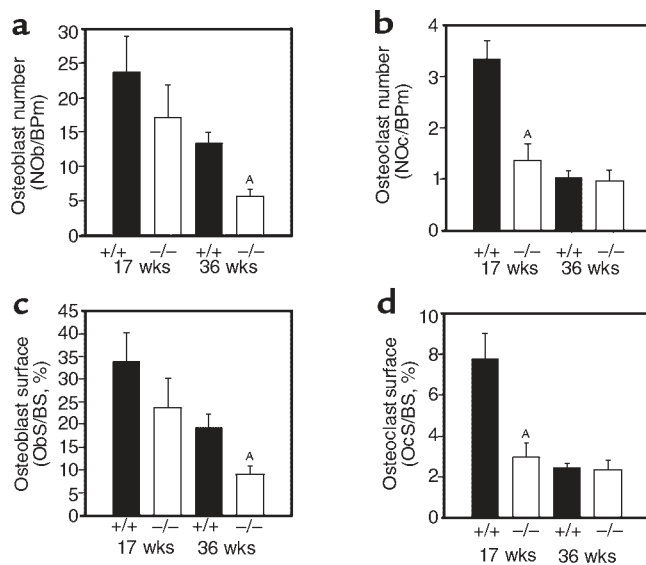 a
Osteoblast number
(NOb/BPm)
30
25
20
15
10
5
0
A
+/+ −/− +/+ −/−
17 wks 36 wks
b
Osteoclast number
(NOc/BPm)
4
3
2
1
0
A
+/+ −/− +/+ −/−
17 wks 36 wks
c
Osteoblast surface
(ObS/BS, %)
45
40
35
30
25
20
15
10
5
0
A
+/+ −/− +/+ −/−
17 wks 36 wks
d
Osteoclast surface
(OcS/BS, %)
10
8
6
4
2
0
A
+/+ −/− +/+ −/−
17 wks 36 wks